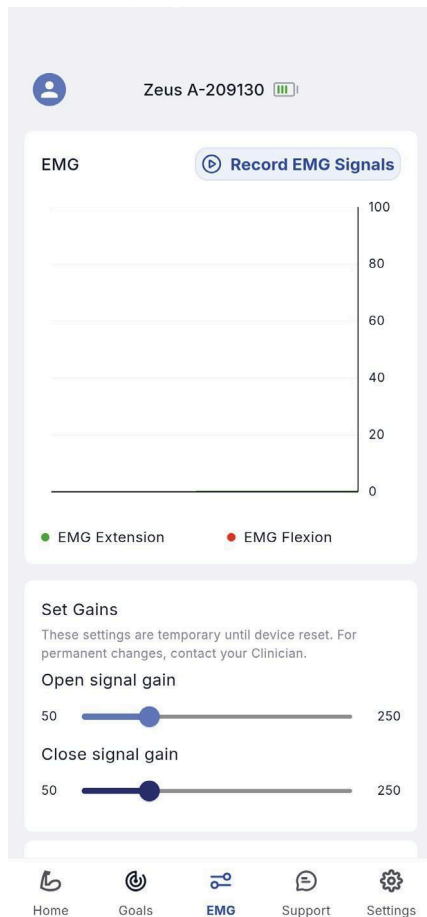 Zeus A-209130
EMG
Record EMG Signals
100
80
60
40
20
0
EMG Extension
EMG Flexion
Set Gains
These settings are temporary until device reset. For
permanent changes, contact your Clinician.
Open signal gain
50
250
Close signal gain
50
250
Home
Goals
EMG
Support
Settings